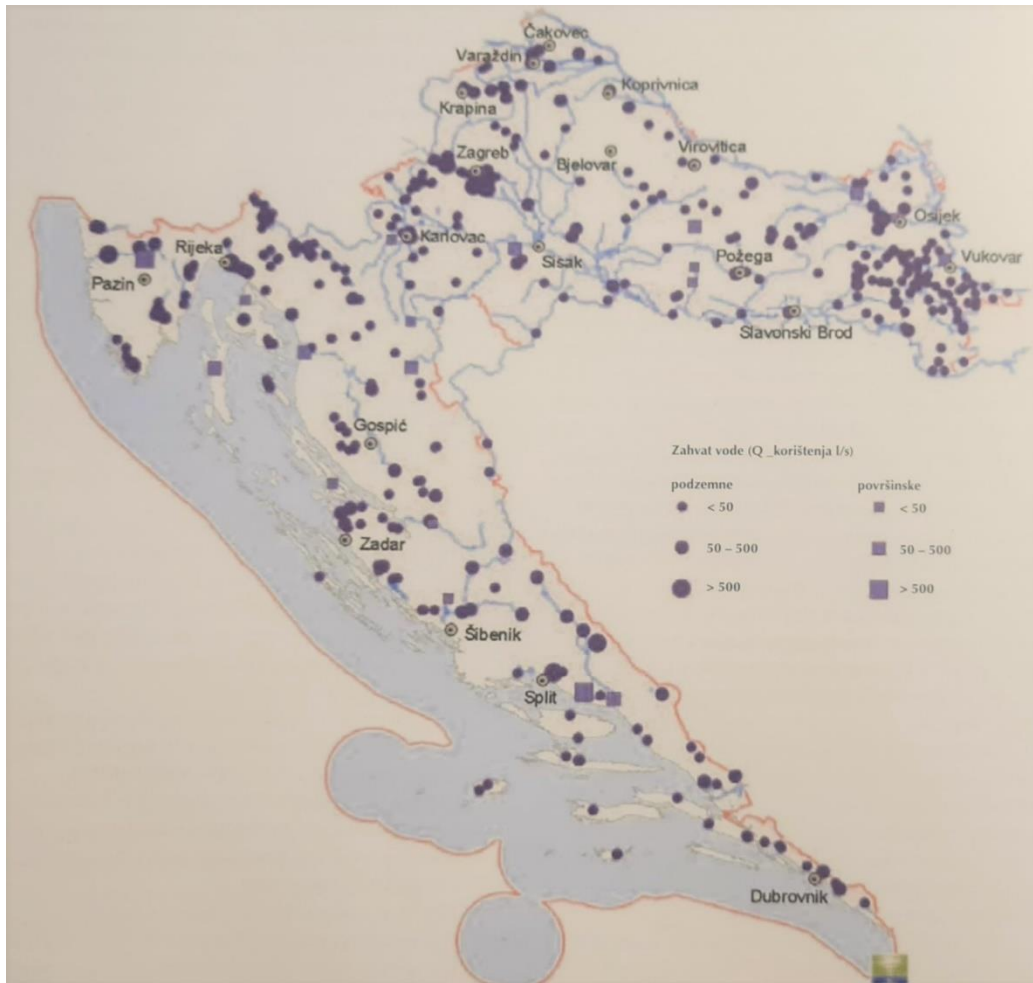 Čakovec
Varaždin
Koprivnica
Krapina
Zagreb
Bjelovar
Virovitica
Osijek
Rijeka
Karlovac
Sisak
Požega
Vukovar
Pazin
Slavonski Brod
Gospić
Zahvat vode (Q _korištenja l/s)
podzemne površinske
< 50 < 50
50 – 500 50 – 500
> 500 > 500
Zadar
Šibenik
Split
Dubrovnik